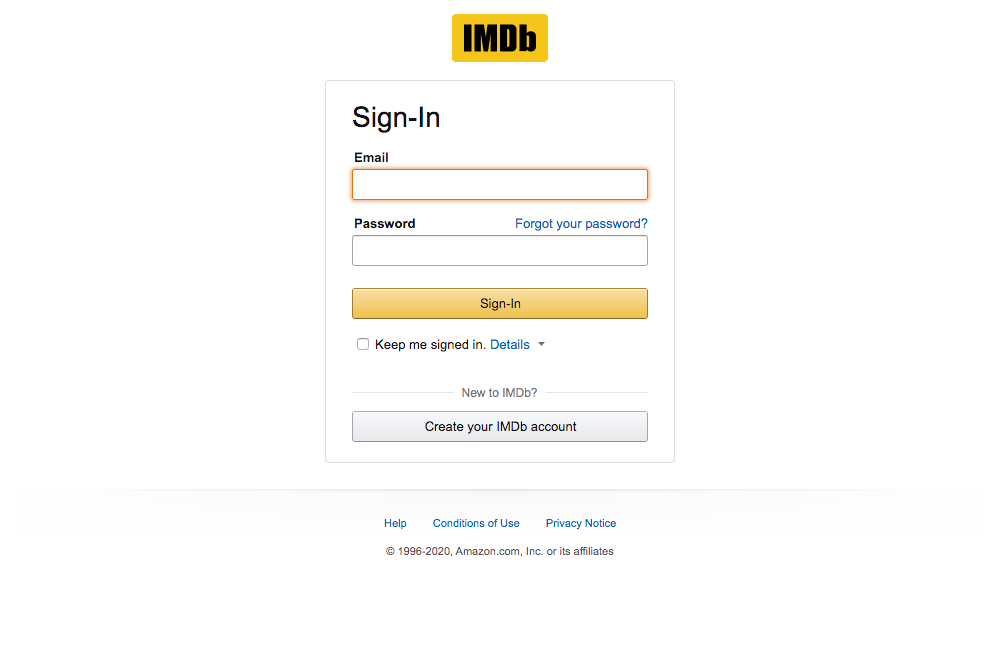 IMDb
Sign-In
Email
Password Forgot your password?
Sign-In
Keep me signed in. Details
New to IMDb?
Create your IMDb account
Help Conditions of Use Privacy Notice
© 1996-2020, Amazon.com, Inc. or its affiliates